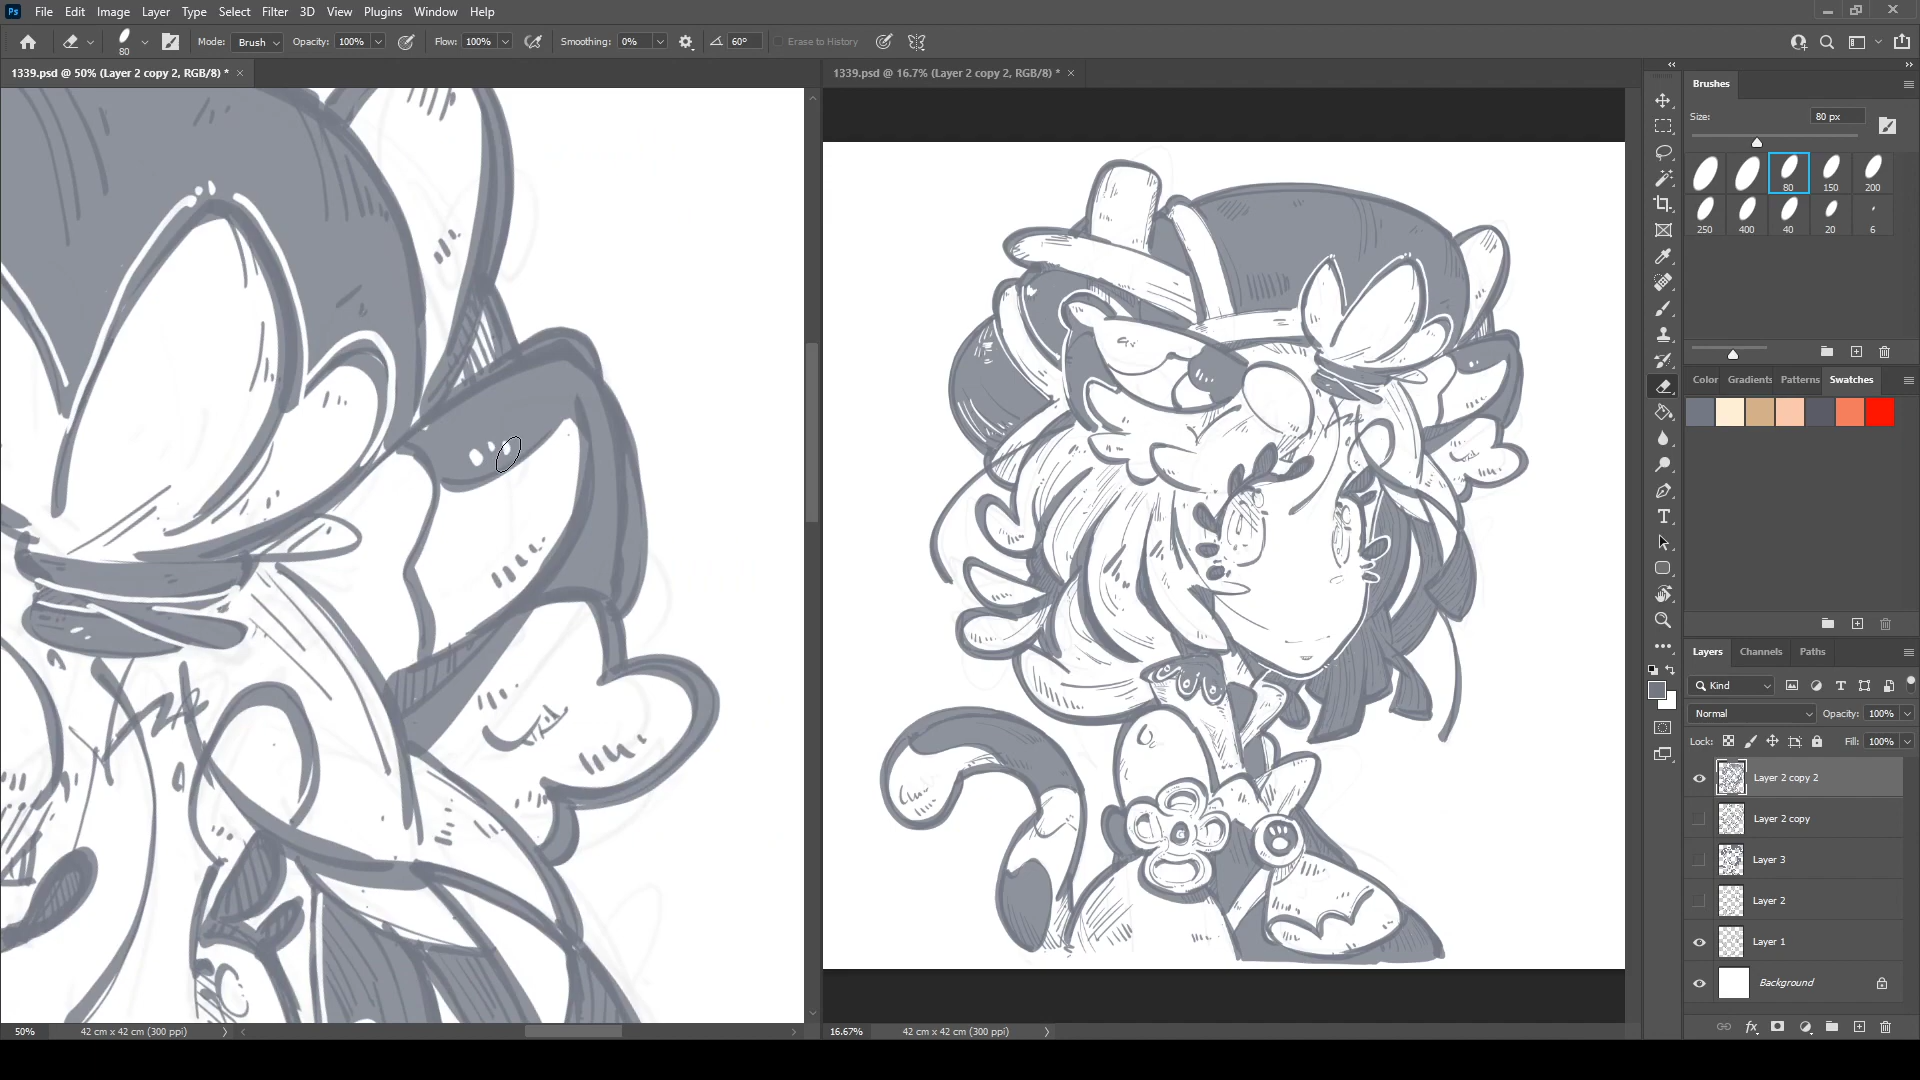 Ps File Edit Image Layer Type Select Filter 3D View Plugins Window Help
80 Mode: Brush Opacity: 100% Flow: 100% Smoothing: 0% 60° Erase to History
1339.psd @ 50% (Layer 2 copy 2, RGB/8) * ×
1339.psd @ 16.7% (Layer 2 copy 2, RGB/8) * ×
Brushes
Size: 80 px
80 150 200
250 400 40 20 6
Color Gradients Patterns Swatches
Layers Channels Paths
Kind
Normal Opacity: 100%
Lock: Fill: 100%
Layer 2 copy 2
Layer 2 copy
Layer 3
Layer 2
Layer 1
Background
50% 42 cm x 42 cm (300 ppi)
16.67% 42 cm x 42 cm (300 ppi)
fx
G